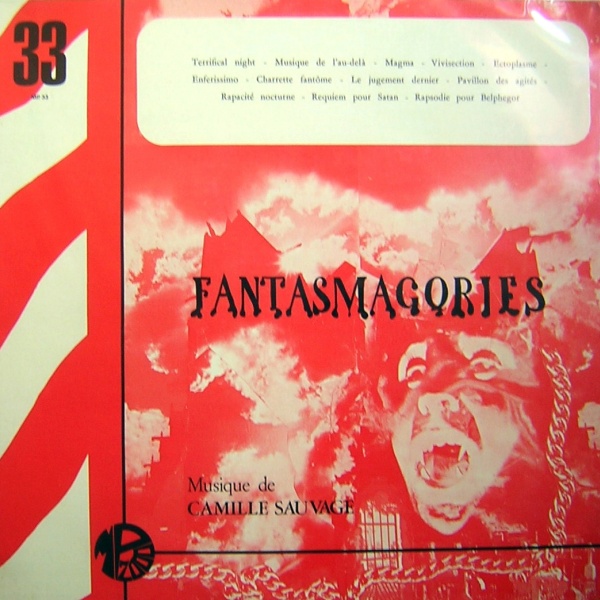 33
Terrifical night - Musique de l'au-delà - Magma - Vivisection - Ectoplasme -
Enferissimo - Charrette fantôme - Le jugement dernier - Pavillon des agités -
Rapacité nocturne - Requiem pour Satan - Rapsodie pour Belphegor
FANTASMAGORIES
Musique de
CAMILLE SAUVAGE